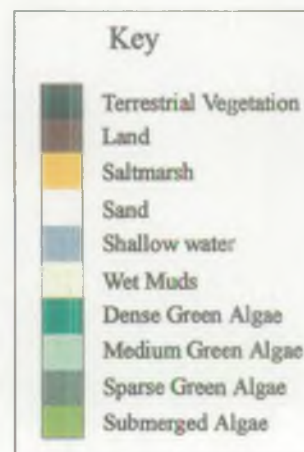 Key
Terrestrial Vegetation
Land
Saltmarsh
Sand
Shallow water
Wet Muds
Dense Green Algae
Medium Green Algae
Sparse Green Algae
Submerged Algae